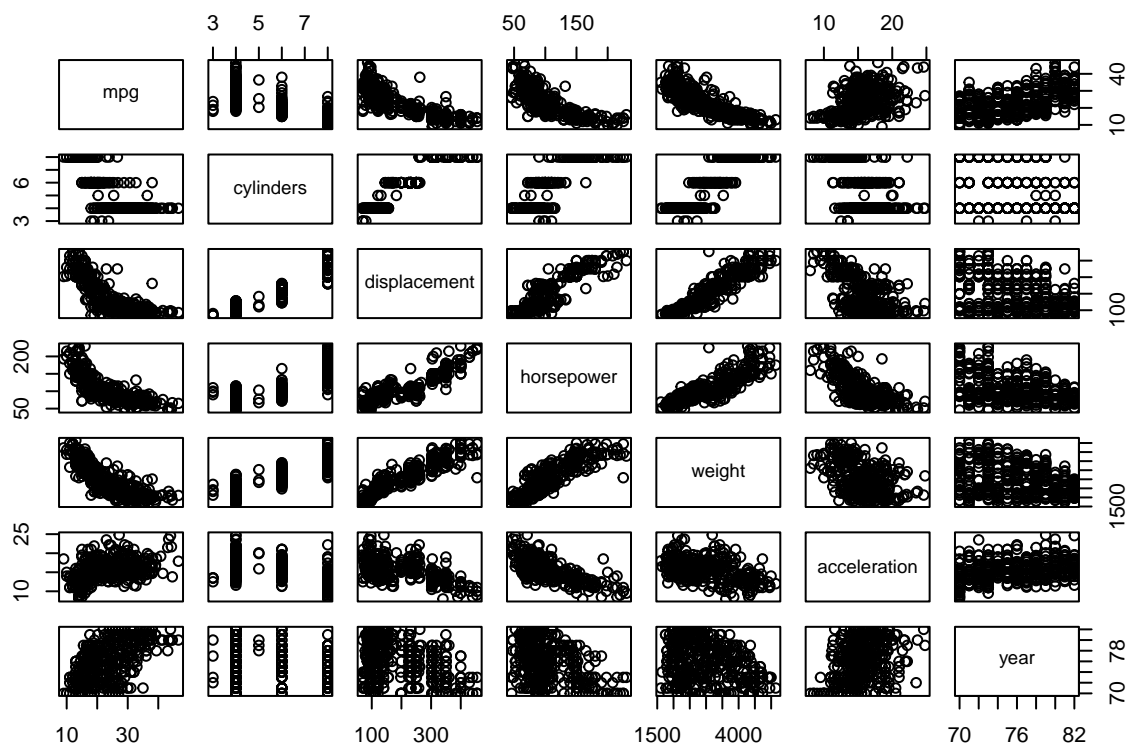 3 5 7 50 150 10 20
mpg 10 40
3 6 cylinders
displacement 100
50 200 horsepower
weight 1500
10 25 acceleration
year 70 78
10 30 100 300 1500 4000 70 76 82